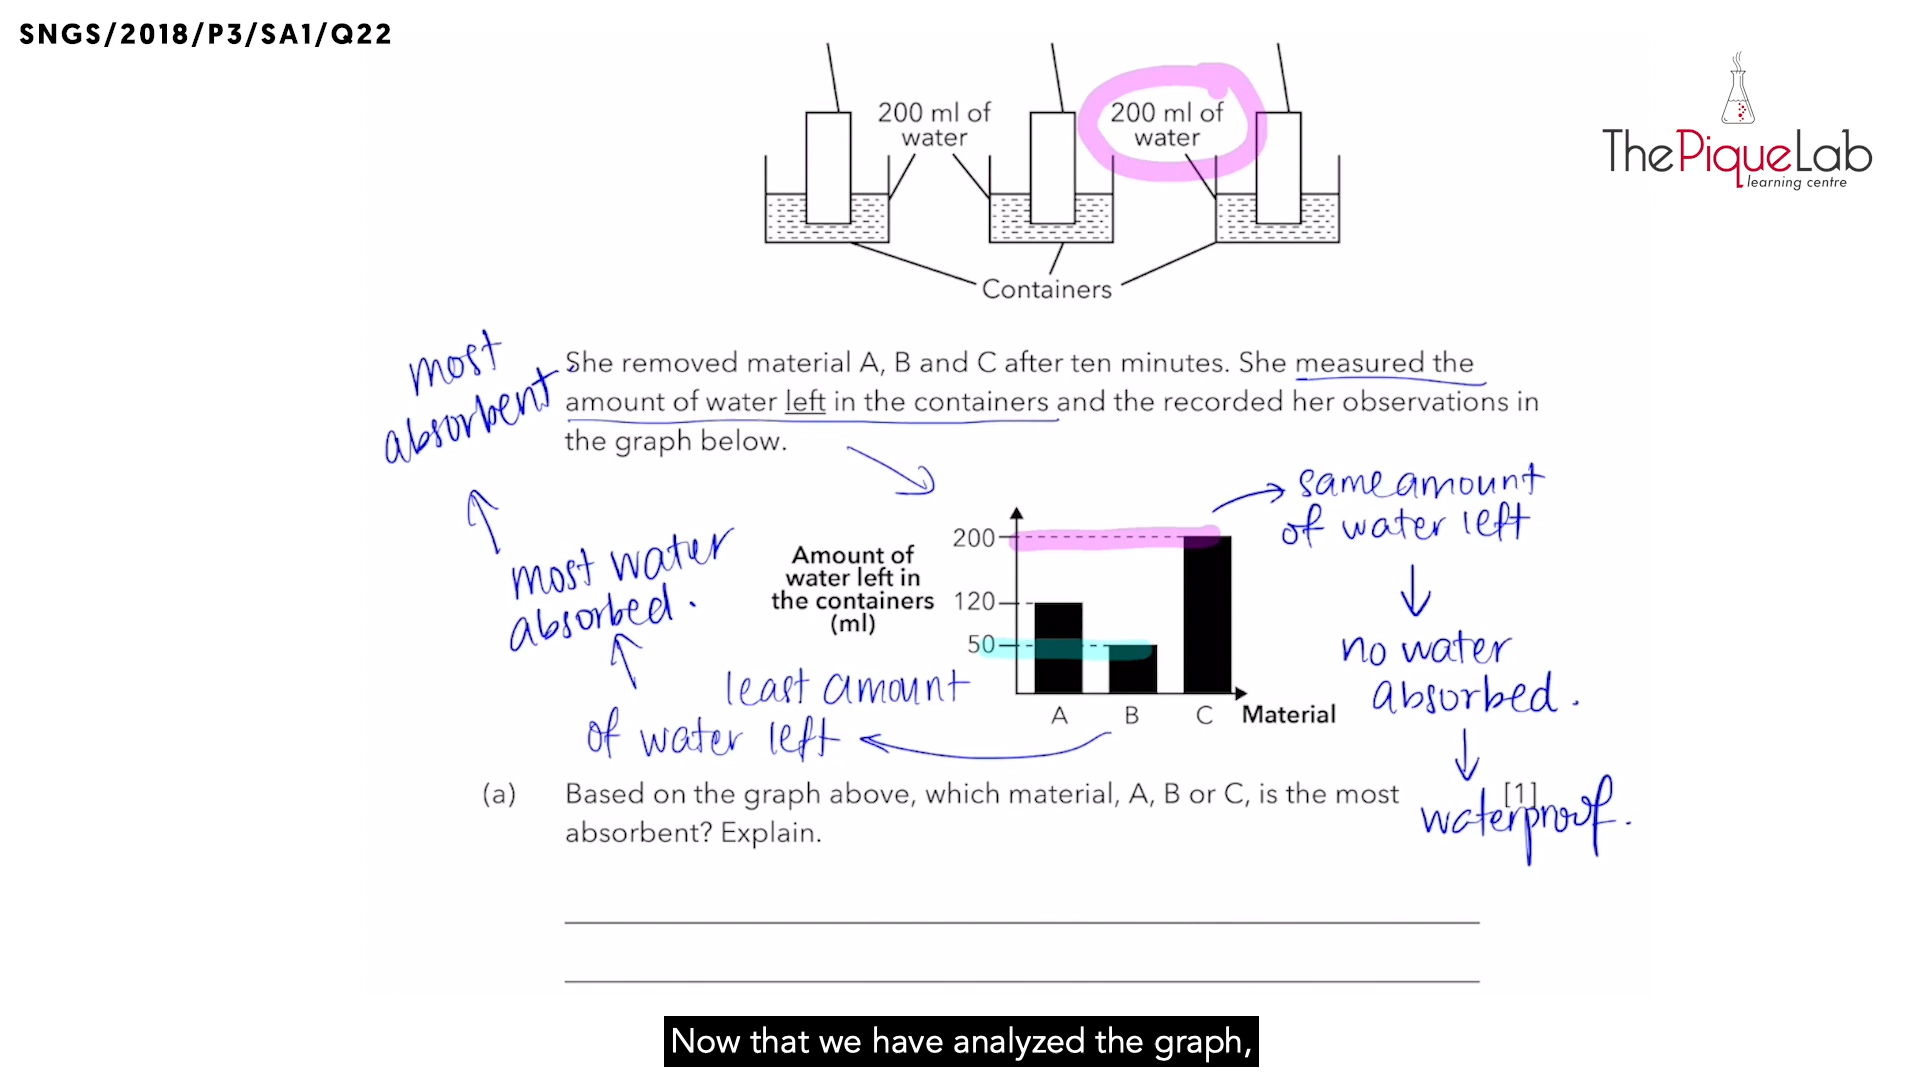 SNGS/2018/P3/SA1/Q22
200 ml of
water
200 ml of
water
ThePiqueLab
learning centre
Containers
most
absorbent
She removed material A, B and C after ten minutes. She measured the
amount of water left in the containers and the recorded her observations in
the graph below.
same amount
of water left
most water
absorbed.
Amount of
water left in
the containers
(ml)
200
120
50
no water
absorbed.
least amount
of water left
A B C Material
waterproof.
(a) Based on the graph above, which material, A, B or C, is the most [1]
absorbent? Explain.
Now that we have analyzed the graph,